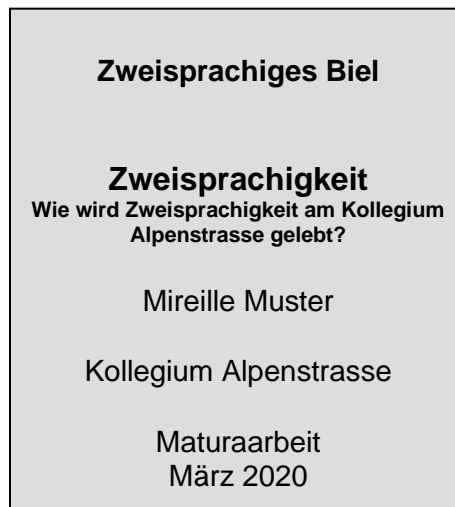 Zweisprachiges Biel
Zweisprachigkeit
Wie wird Zweisprachigkeit am Kollegium
Alpenstrasse gelebt?
Mireille Muster
Kollegium Alpenstrasse
Maturaarbeit
März 2020